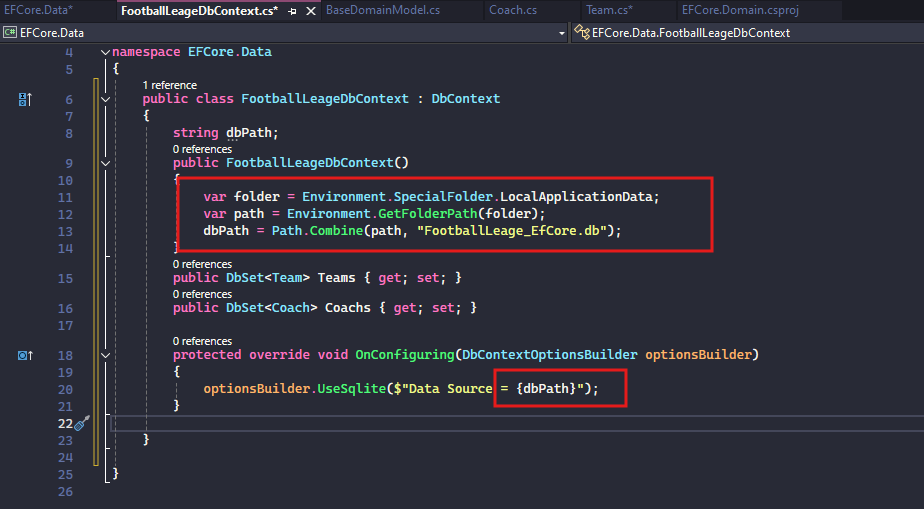 EFCore.Data*
FootballLeageDbContext.cs*
BaseDomainModel.cs
Coach.cs
Team.cs*
EFCore.Domain.csproj
C# EFCore.Data
EFCore.Data.FootballLeageDbContext
4 namespace EFCore.Data
5 {
1 reference
6 public class FootballLeageDbContext : DbContext
7 {
8 string dbPath;
0 references
9 public FootballLeageDbContext()
10 {
11 var folder = Environment.SpecialFolder.LocalApplicationData;
12 var path = Environment.GetFolderPath(folder);
13 dbPath = Path.Combine(path, "FootballLeage_EfCore.db");
14 }
0 references
15 public DbSet<Team> Teams { get; set; }
0 references
16 public DbSet<Coach> Coachs { get; set; }
17
0 references
18 protected override void OnConfiguring(DbContextOptionsBuilder optionsBuilder)
19 {
20 optionsBuilder.UseSqlite($"Data Source = {dbPath}");
21 }
22
23 }
24
25 }
26